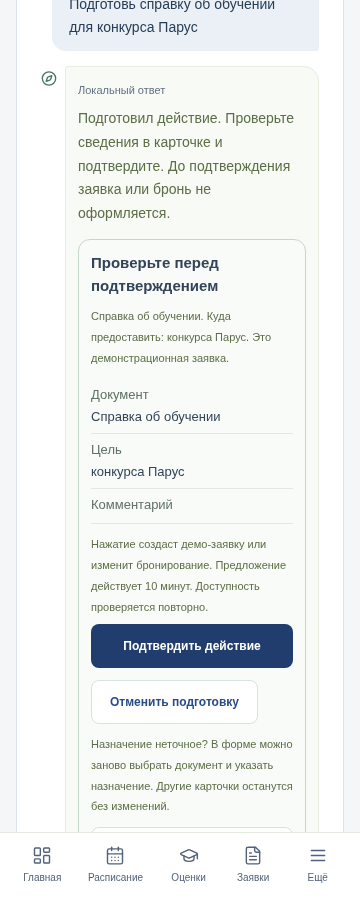 Подготовь справку об обучении
для конкурса Парус
Локальный ответ
Подготовил действие. Проверьте
сведения в карточке и
подтвердите. До подтверждения
заявка или бронь не
оформляется.
Проверьте перед
подтверждением
Справка об обучении. Куда
предоставить: конкурса Парус. Это
демонстрационная заявка.
Документ
Справка об обучении
Цель
конкурса Парус
Комментарий
Нажатие создаст демо-заявку или
изменит бронирование. Предложение
действует 10 минут. Доступность
проверяется повторно.
Подтвердить действие
Отменить подготовку
Назначение неточное? В форме можно
заново выбрать документ и указать
назначение. Другие карточки останутся
без изменений.
Главная
Расписание
Оценки
Заявки
Ещё